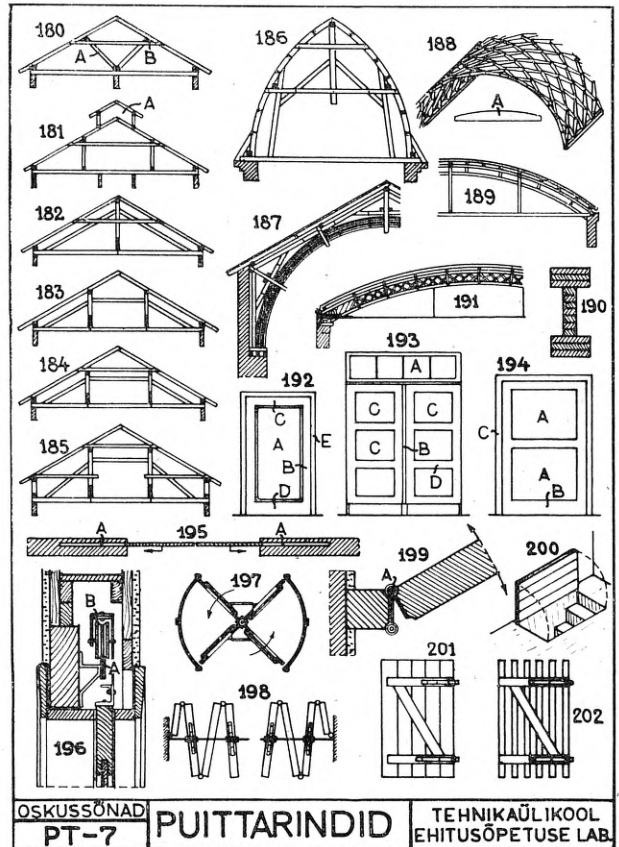 180
A
B
A
181
182
183
184
185
186
187
188
A
189
190
191
192
C
A
E
B
D
193
A
C
C
C
B
C
D
194
A
C
A
B
A
195
A
B
A
196
197
198
199
A
200
201
202
OSKUSSÕNAD
PT-7
PUITTARINDID
TEHNIKAÜLIKOOL
EHITUSÕPETUSE LAB.